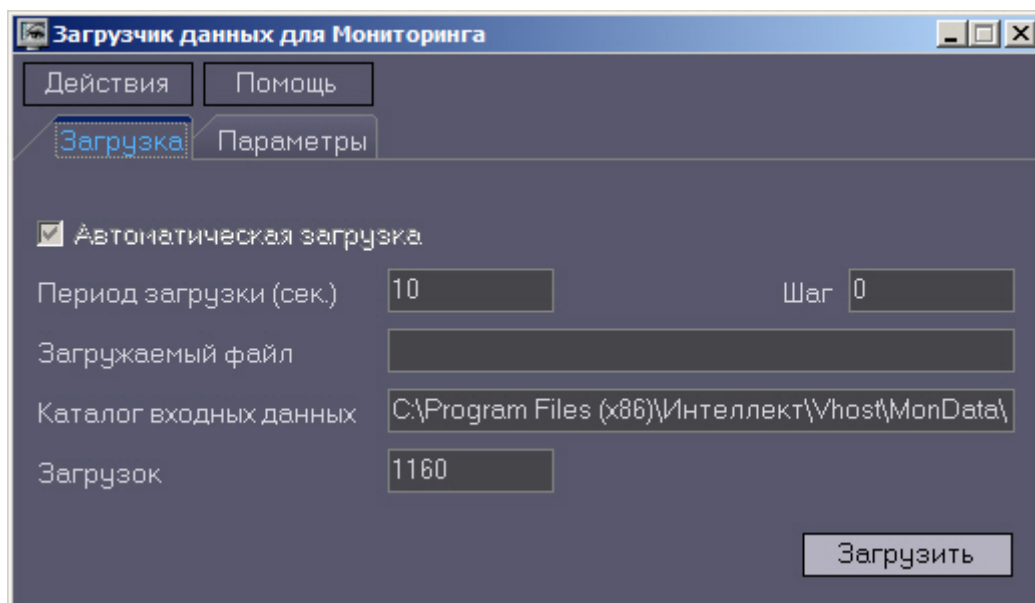 Загрузчик данных для Мониторинга
Действия Помощь
Загрузка Параметры
Автоматическая загрузка
Период загрузки (сек.) 10 Шаг 0
Загружаемый файл
Каталог входных данных C:\Program Files (x86)\Интеллект\Vhost\MonData\
Загрузок 1160
Загрузить